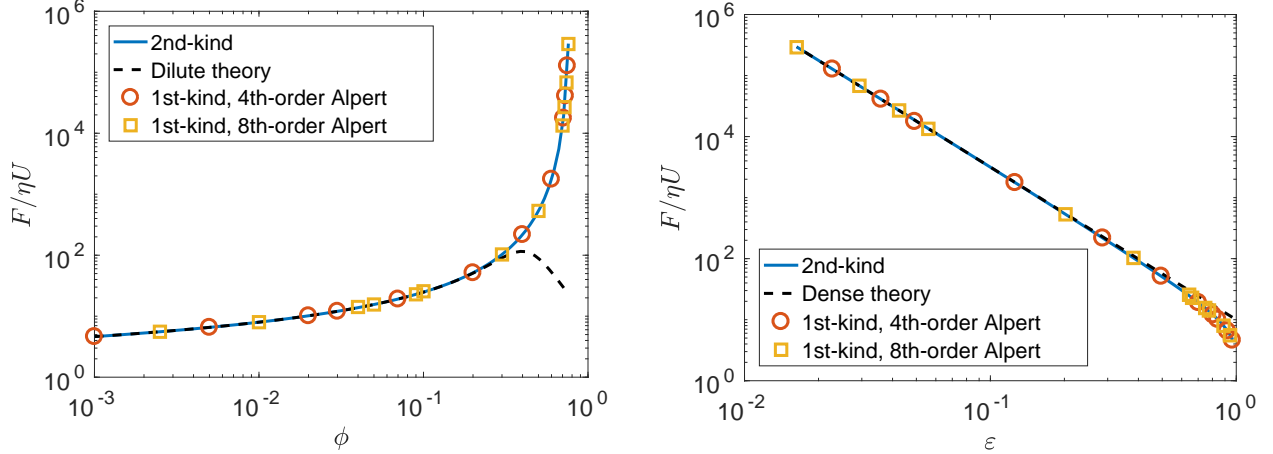 10^6
10^4
10^2
10^0
F/ηU
2nd-kind
Dilute theory
1st-kind, 4th-order Alpert
1st-kind, 8th-order Alpert
10^-3
10^-2
10^-1
10^0
ϕ
10^6
10^4
10^2
10^0
F/ηU
2nd-kind
Dense theory
1st-kind, 4th-order Alpert
1st-kind, 8th-order Alpert
10^-2
10^-1
10^0
ε